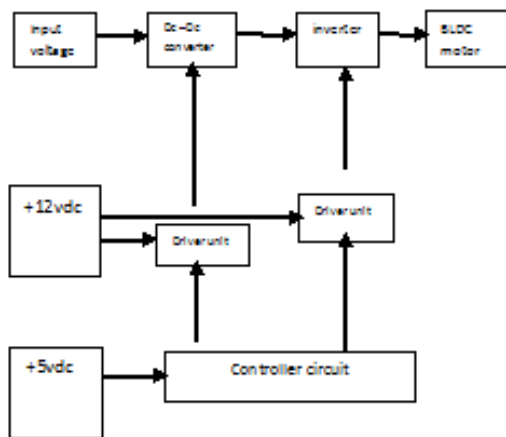 Input
voltage
Dc-Dc
converter
inverter
BLDC
motor
+12vdc
Driver unit
Driver unit
+5vdc
Controller circuit